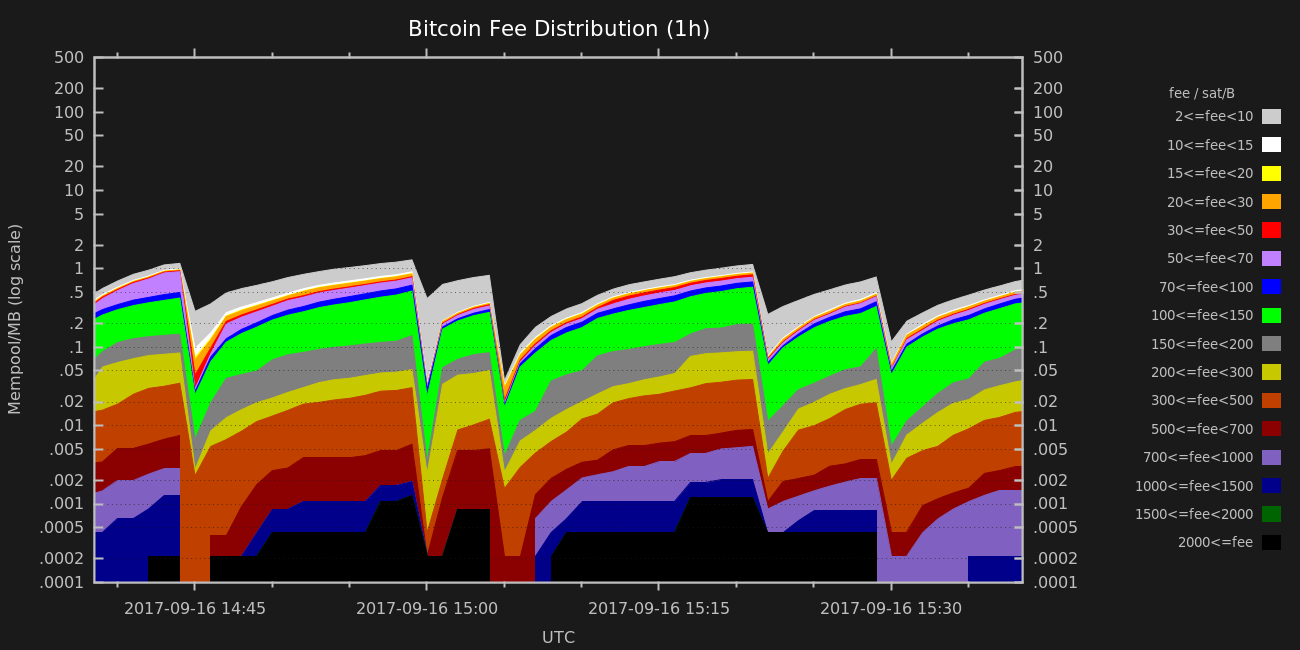 Bitcoin Fee Distribution (1h)
Mempool/MB (log scale)
500
200
100
50
20
10
5
2
1
.5
.2
.1
.05
.02
.01
.005
.002
.001
.0005
.0002
.0001
500
200
100
50
20
10
5
2
1
.5
.2
.1
.05
.02
.01
.005
.002
.001
.0005
.0002
.0001
2017-09-16 14:45
2017-09-16 15:00
2017-09-16 15:15
2017-09-16 15:30
UTC
fee / sat/B
2<=fee<10
10<=fee<15
15<=fee<20
20<=fee<30
30<=fee<50
50<=fee<70
70<=fee<100
100<=fee<150
150<=fee<200
200<=fee<300
300<=fee<500
500<=fee<700
700<=fee<1000
1000<=fee<1500
1500<=fee<2000
2000<=fee